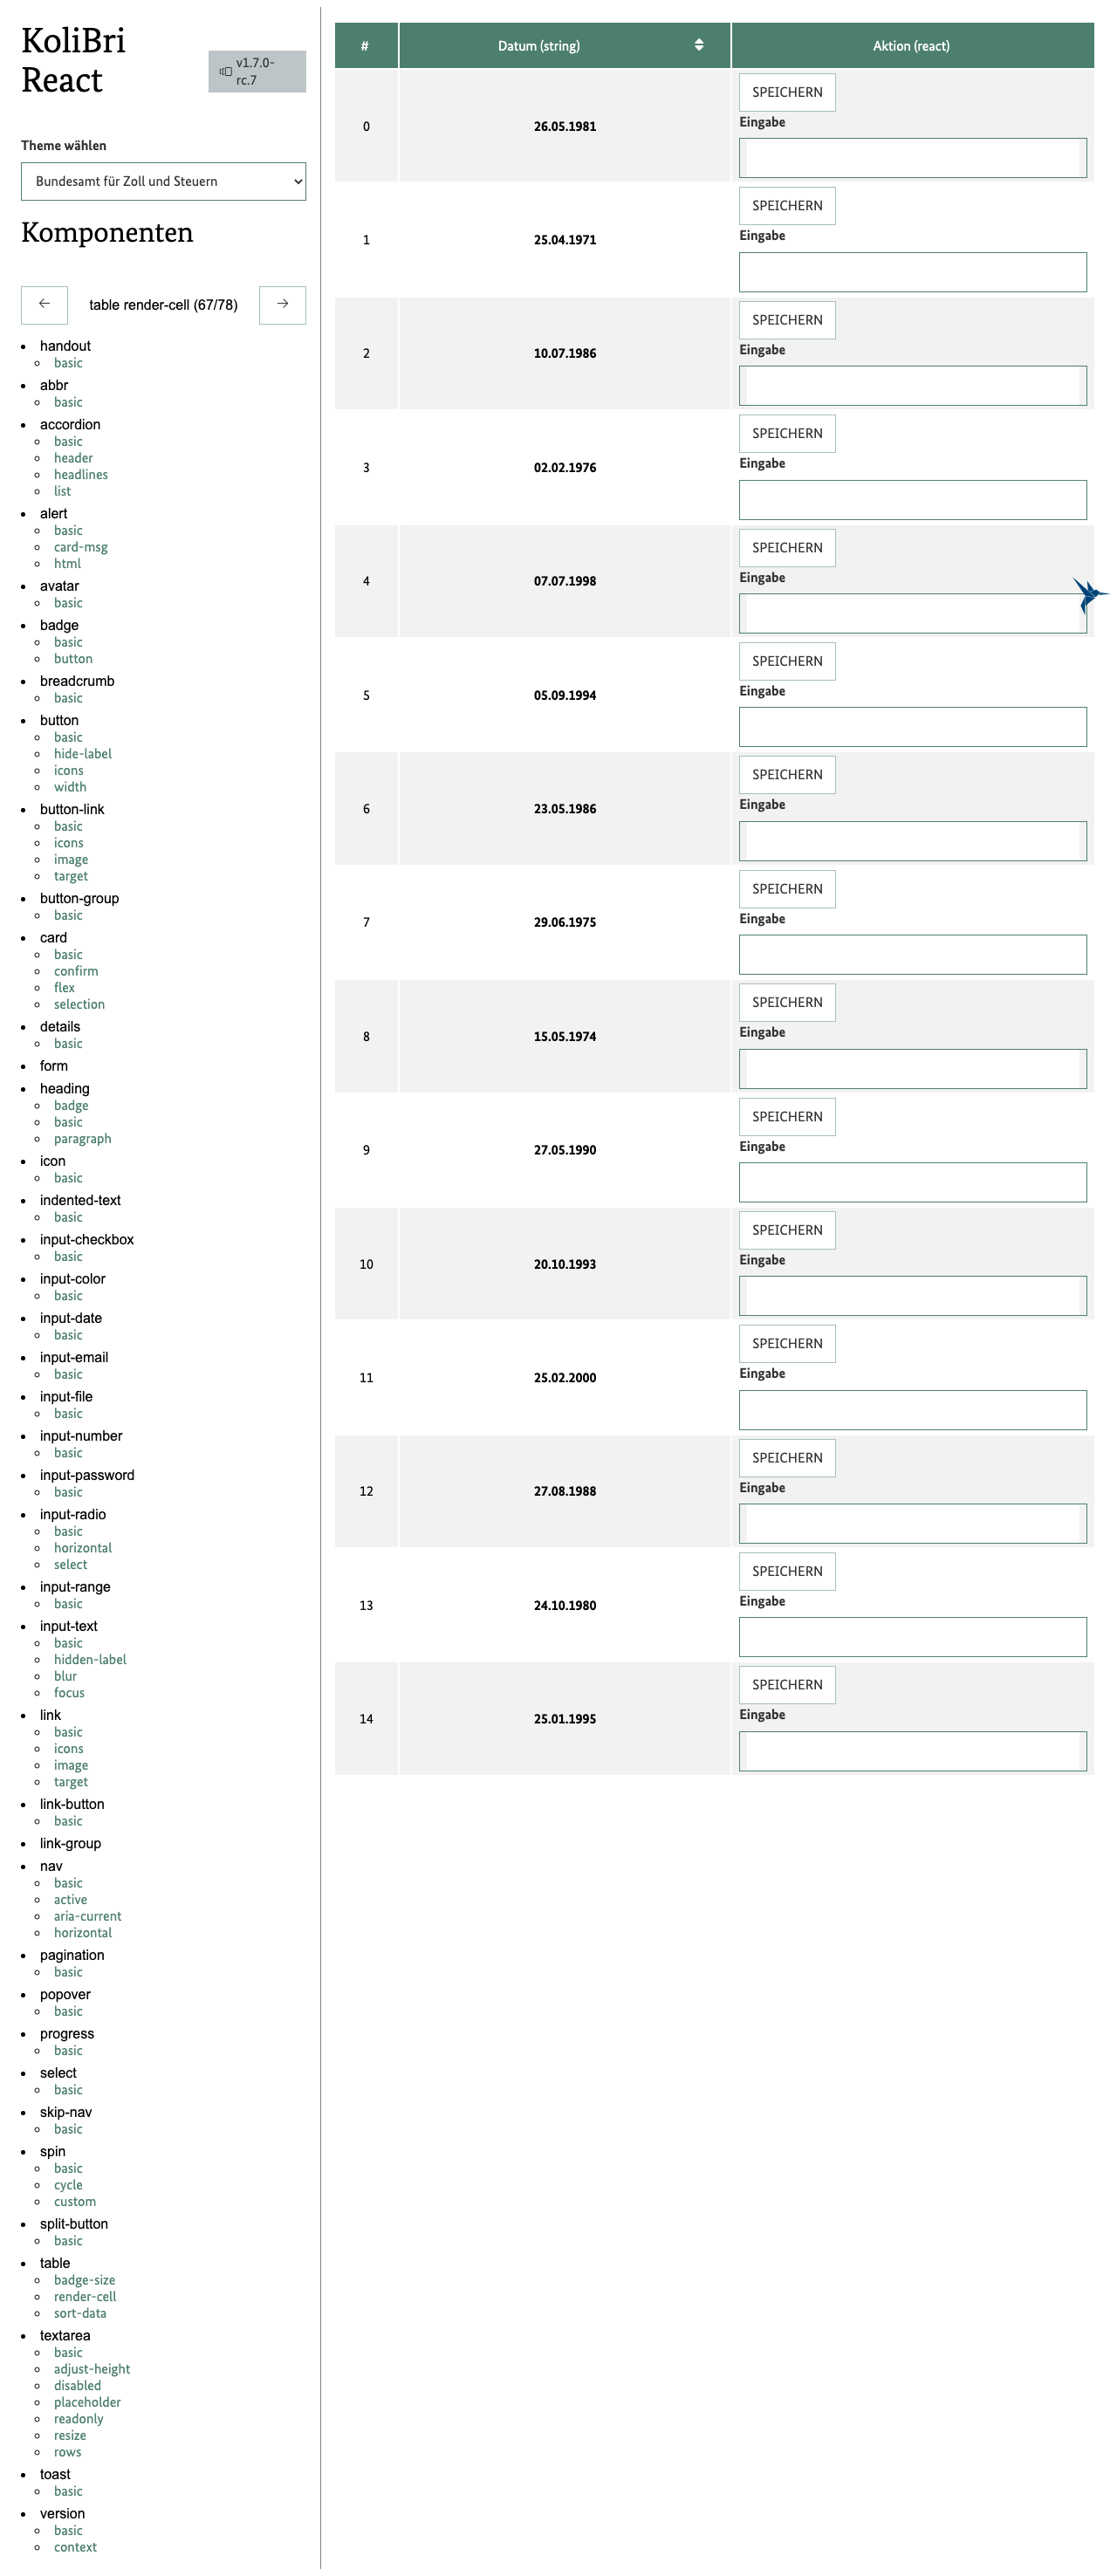 KoliBri
React
v1.7.0-
rc.7
Theme wählen
Bundesamt für Zoll und Steuern
Komponenten
← table render-cell (67/78) →
handout
basic
abbr
basic
accordion
basic
header
headlines
list
alert
basic
card-msg
html
avatar
basic
badge
basic
button
breadcrumb
basic
button
basic
hide-label
icons
width
button-link
basic
icons
image
target
button-group
basic
card
basic
confirm
flex
selection
details
basic
form
heading
badge
basic
paragraph
icon
basic
indented-text
basic
input-checkbox
basic
input-color
basic
input-date
basic
input-email
basic
input-file
basic
input-number
basic
input-password
basic
input-radio
basic
horizontal
select
input-range
basic
input-text
basic
hidden-label
blur
focus
link
basic
icons
image
target
link-button
basic
link-group
nav
basic
active
aria-current
horizontal
pagination
basic
popover
basic
progress
basic
select
basic
skip-nav
basic
spin
basic
cycle
custom
split-button
basic
table
badge-size
render-cell
sort-data
textarea
basic
adjust-height
disabled
placeholder
readonly
resize
rows
toast
basic
version
basic
context
# Datum (string) Aktion (react)
SPEICHERN
Eingabe
0 26.05.1981
SPEICHERN
Eingabe
1 25.04.1971
SPEICHERN
Eingabe
2 10.07.1986
SPEICHERN
Eingabe
3 02.02.1976
SPEICHERN
Eingabe
4 07.07.1998
SPEICHERN
Eingabe
5 05.09.1994
SPEICHERN
Eingabe
6 23.05.1986
SPEICHERN
Eingabe
7 29.06.1975
SPEICHERN
Eingabe
8 15.05.1974
SPEICHERN
Eingabe
9 27.05.1990
SPEICHERN
Eingabe
10 20.10.1993
SPEICHERN
Eingabe
11 25.02.2000
SPEICHERN
Eingabe
12 27.08.1988
SPEICHERN
Eingabe
13 24.10.1980
SPEICHERN
Eingabe
14 25.01.1995